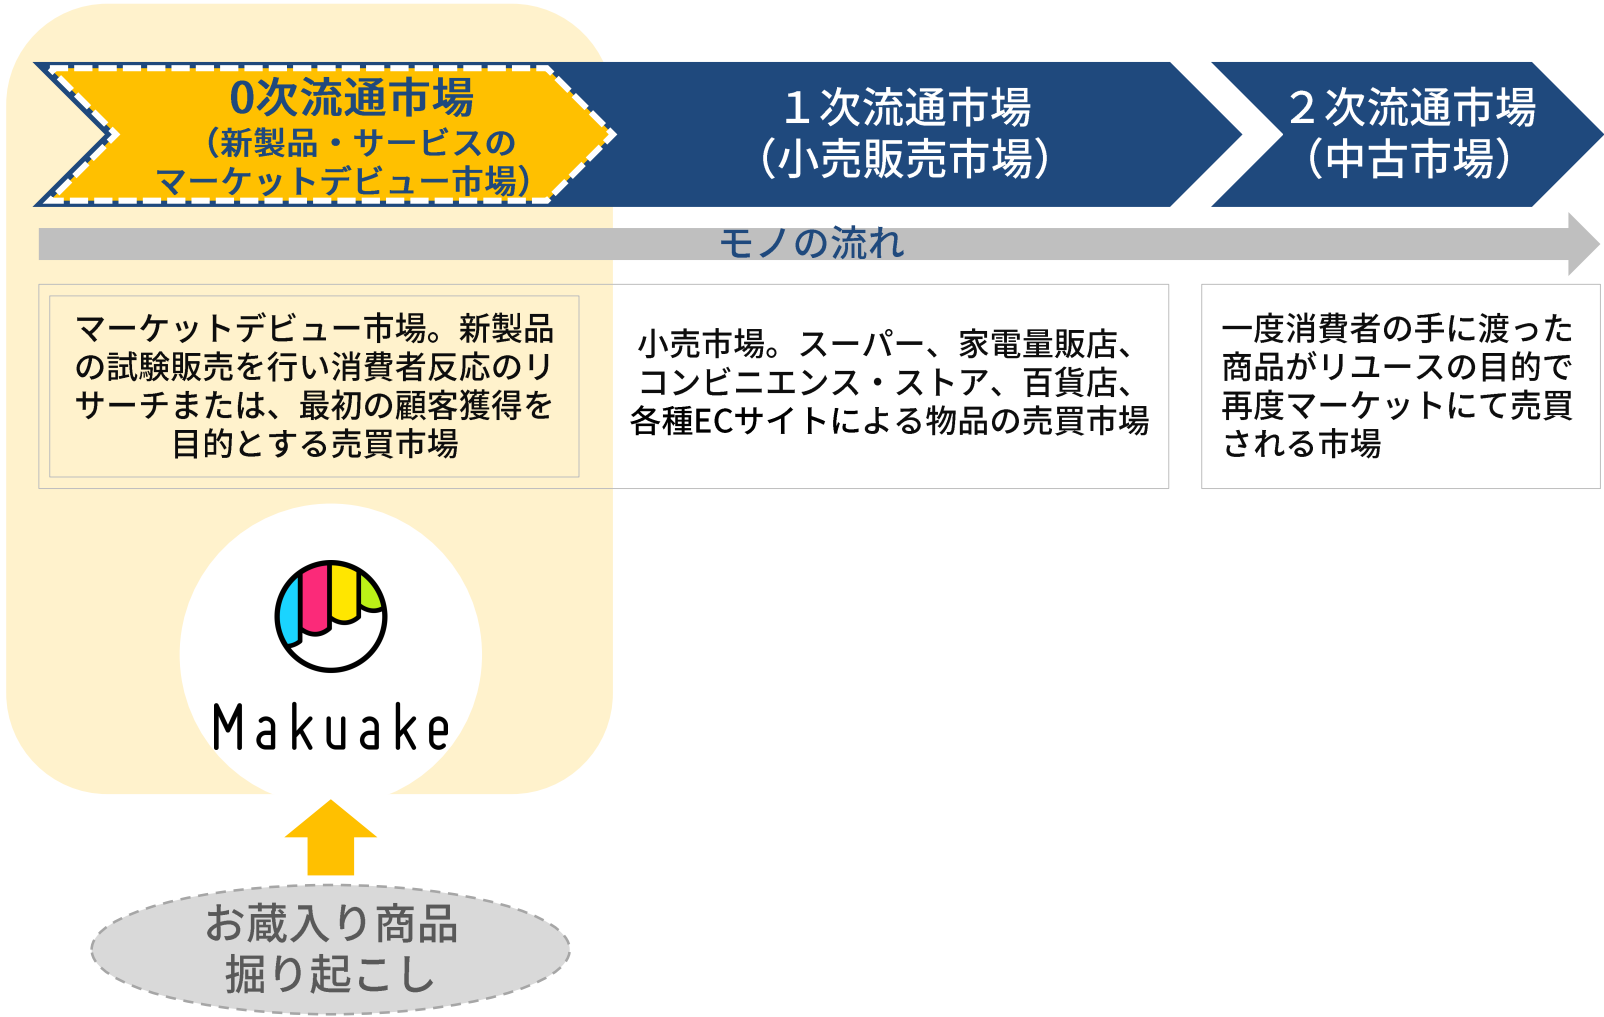 0次流通市場
（新製品・サービスの
マーケットデビュー市場）
１次流通市場
（小売販売市場）
２次流通市場
（中古市場）
モノの流れ
マーケットデビュー市場。新製品
の試験販売を行い消費者反応のリ
サーチまたは、最初の顧客獲得を
目的とする売買市場
小売市場。スーパー、家電量販店、
コンビニエンス・ストア、百貨店、
各種ECサイトによる物品の売買市場
一度消費者の手に渡った
商品がリユースの目的で
再度マーケットにて売買
される市場
Makuake
お蔵入り商品
掘り起こし